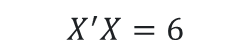 X′X = 6